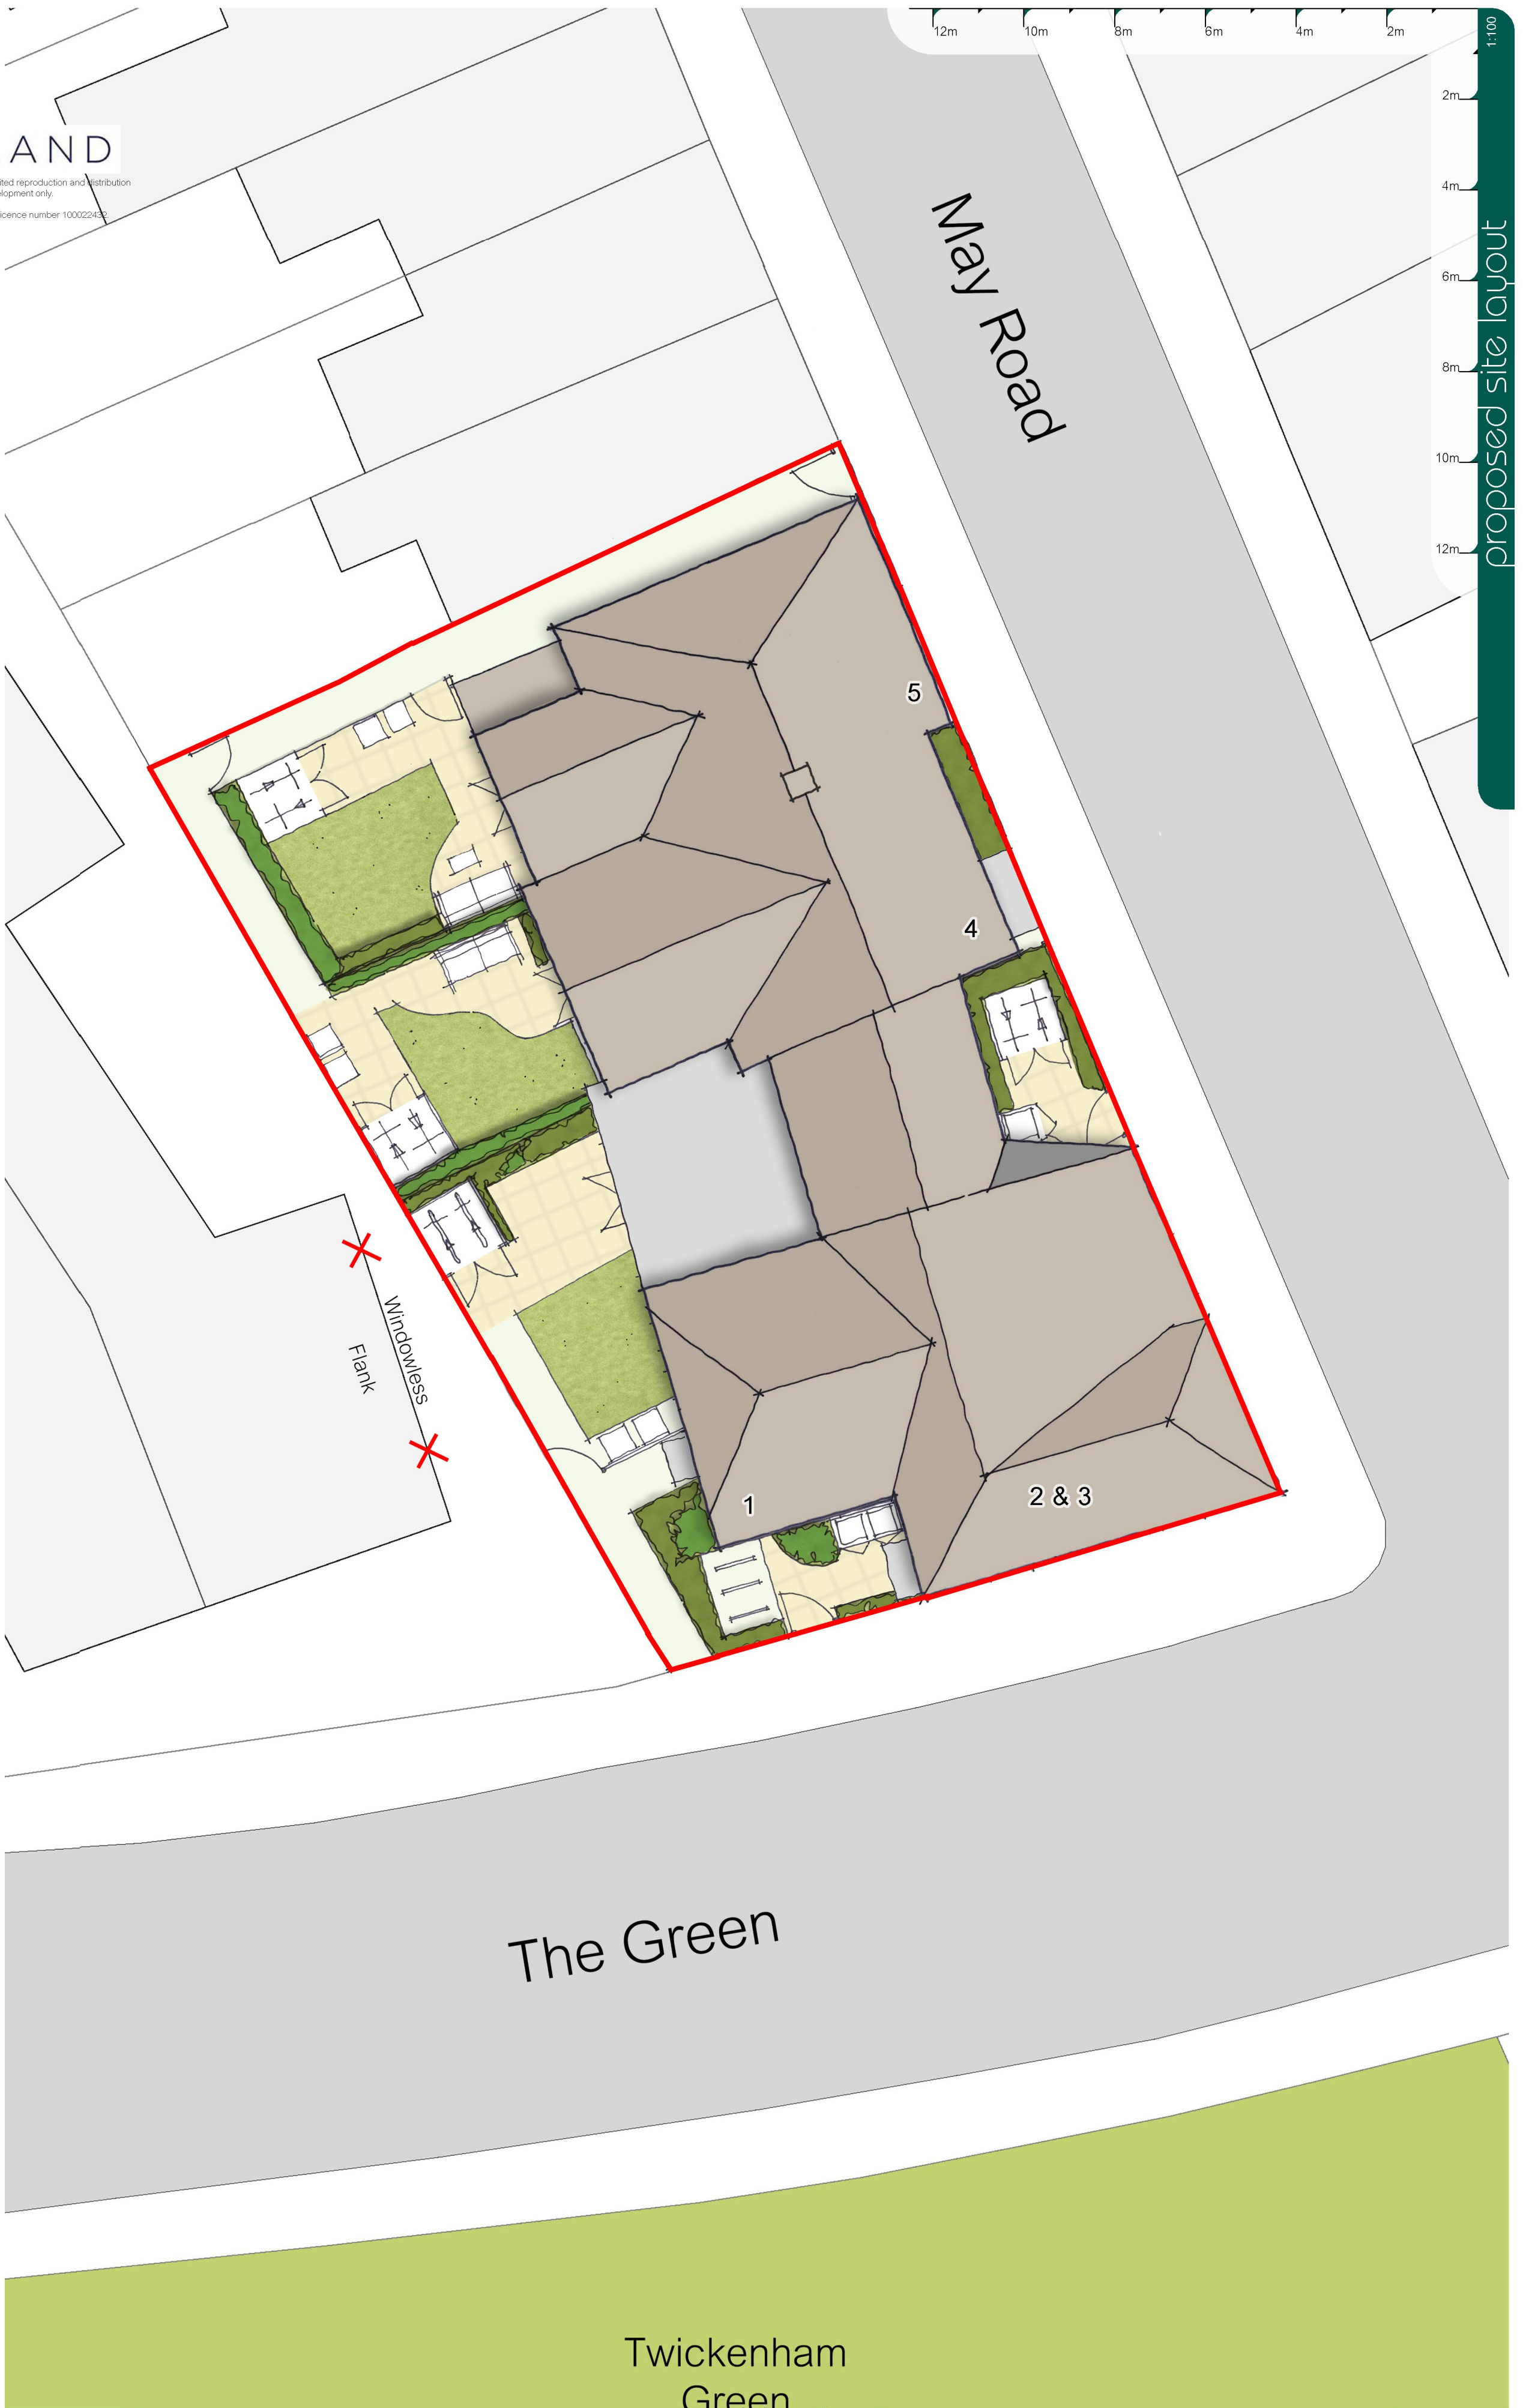 12m 10m 8m 6m 4m 2m
1:100
2m
4m
6m
8m
10m
12m
proposed site layout
AND
ited reproduction and distribution
elopment only.
icence number 100022432
May Road
5
4
Windowless
Flank
1
2 & 3
The Green
Twickenham
Green